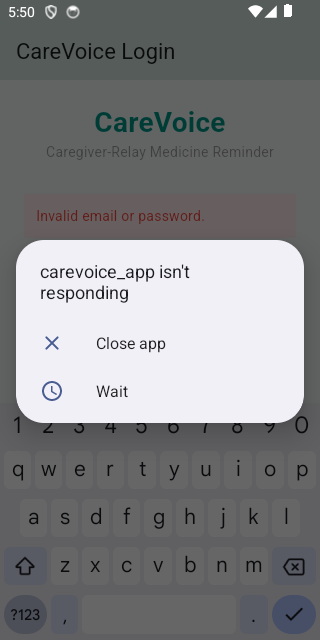 5:50
CareVoice Login
CareVoice
Caregiver-Relay Medicine Reminder
Invalid email or password.
carevoice_app isn't
responding
Close app
Wait
1 2 3 4 5 6 7 8 9 0
q w e r t y u i o p
a s d f g h j k l
z x c v b n m
?123 , .